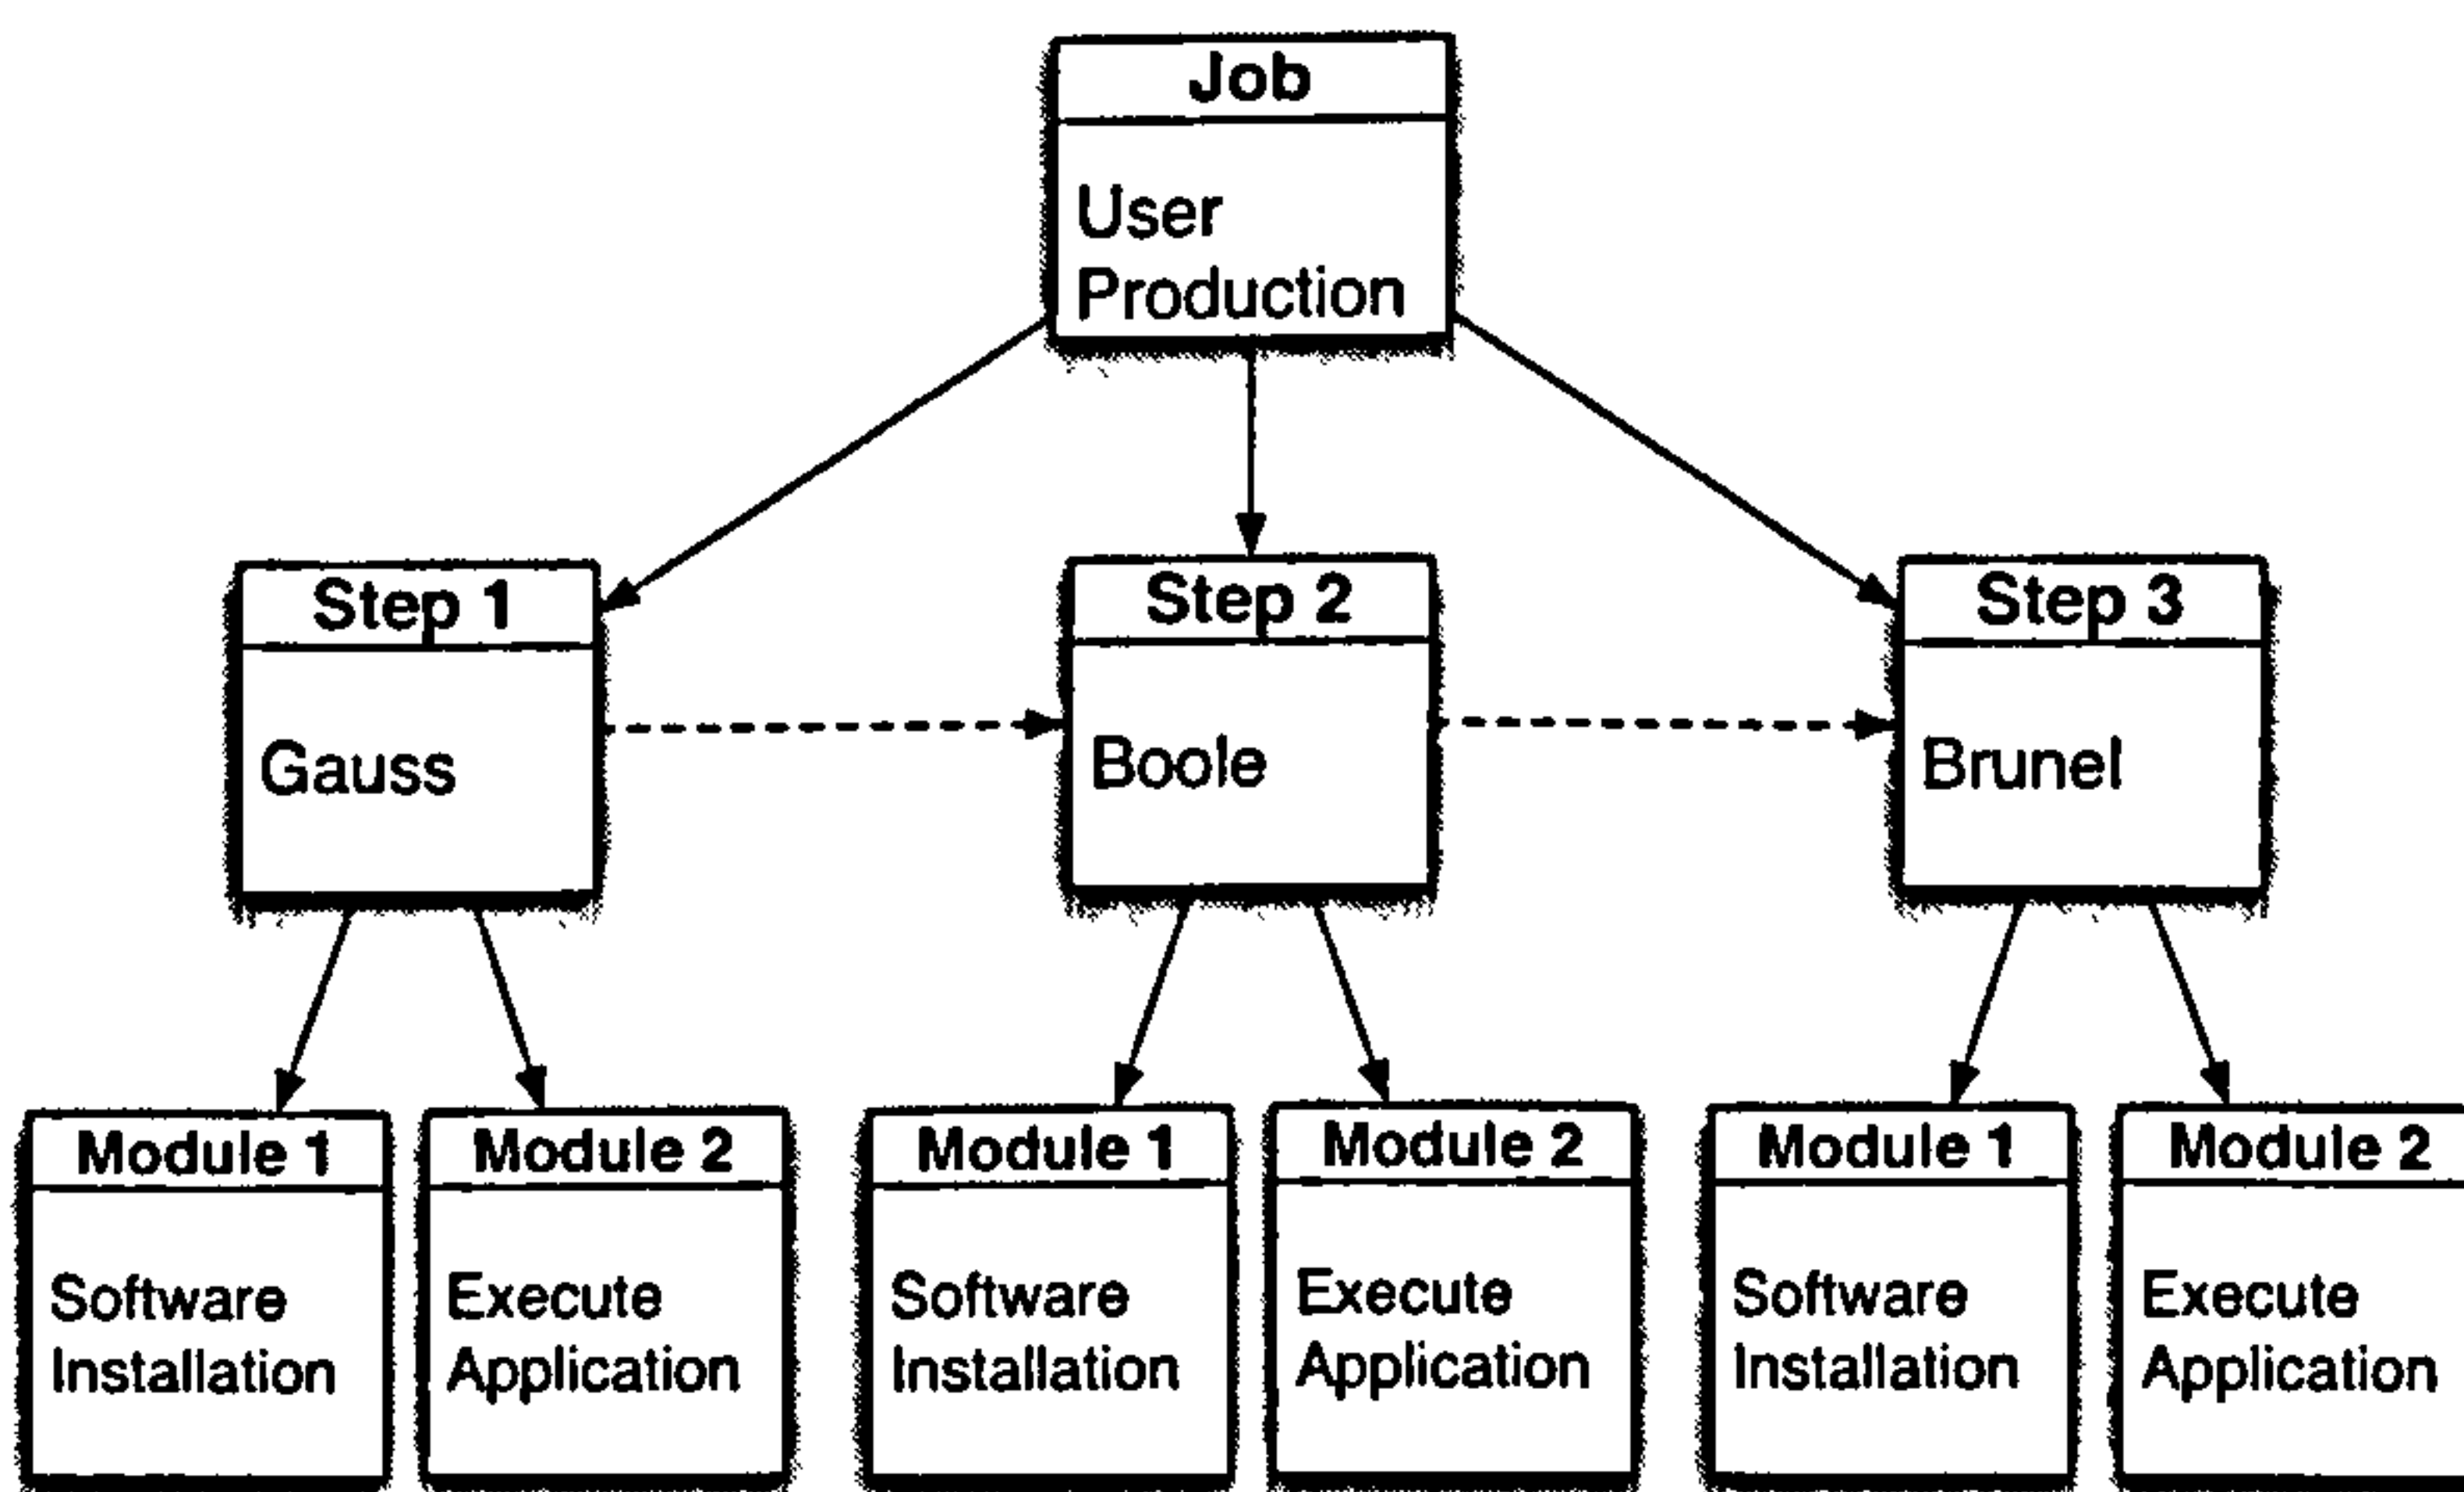 Job
User
Production
Step 1
Gauss
Step 2
Boole
Step 3
Brunel
Module 1
Software
Installation
Module 2
Execute
Application
Module 1
Software
Installation
Module 2
Execute
Application
Module 1
Software
Installation
Module 2
Execute
Application